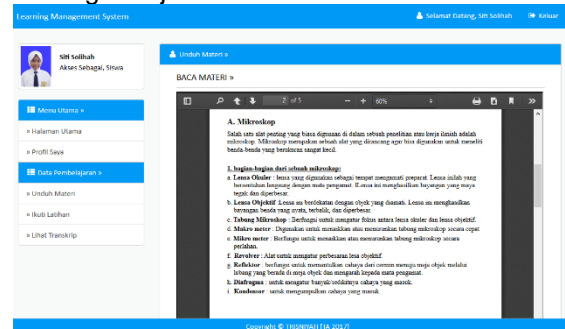 Learning Management System
Selamat Datang, Siti Solihah
Keluar
Siti Solihah
Akses Sebagai, Siswa
Menu Utama »
» Halaman Utama
» Profil Saya
Data Pembelajaran »
» Unduh Materi
» Ikuti Latihan
» Lihat Transkrip
Unduh Materi »
BACA MATERI »
2 of 5
60%
A. Mikroskop
Salah satu alat penting yang biasa digunakan di dalam sebuah penelitian atau kerja ilmiah adalah
mikroskop. Mikroskop merupakan sebuah alat yang dirancang agar bisa digunakan untuk meneliti
benda-benda yang berukuran sangat kecil.
1. bagian-bagian dari sebuah mikroskop:
a. Lensa Okuler : lensa yang digunakan sebagai tempat mengamati preparat. Lensa inilah yang
bersentuhan langsung dengan mata pengamat. Lensa ini menghasilkan bayangan yang maya
tegak dan diperbesar.
b. Lensa Objektif :Lensa ini berdekatan dengan objek yang diamati. Lensa ini menghasilkan
bayangan benda yang nyata, terbalik, dan diperbesar.
c. Tabung Mikroskop : Berfungsi untuk mengatur fokus antara lensa okuler dan lensa objektif.
d. Makro meter : Digunakan untuk menaikkan atau menurunkan tabung mikroskop secara cepat
e. Mikro meter : Berfungsi untuk menaikkan atau menurunkan tabung mikroskop secara
perlahan.
f. Revolver : Alat untuk mengatur perbesaran lesa objektif.
g. Reflektor : berfungsi untuk memantulkan cahaya dari cermin menuju meja objek melalui
lubang yang berada di meja objek dan mengarah kepada mata pengamat.
h. Diafragma : untuk mengatur banyak/sedikitnya cahaya yang masuk.
i. Kondensor : untuk mengumpulkan cahaya yang masuk.
Copyright © TRISNIYATI [TA 2017]